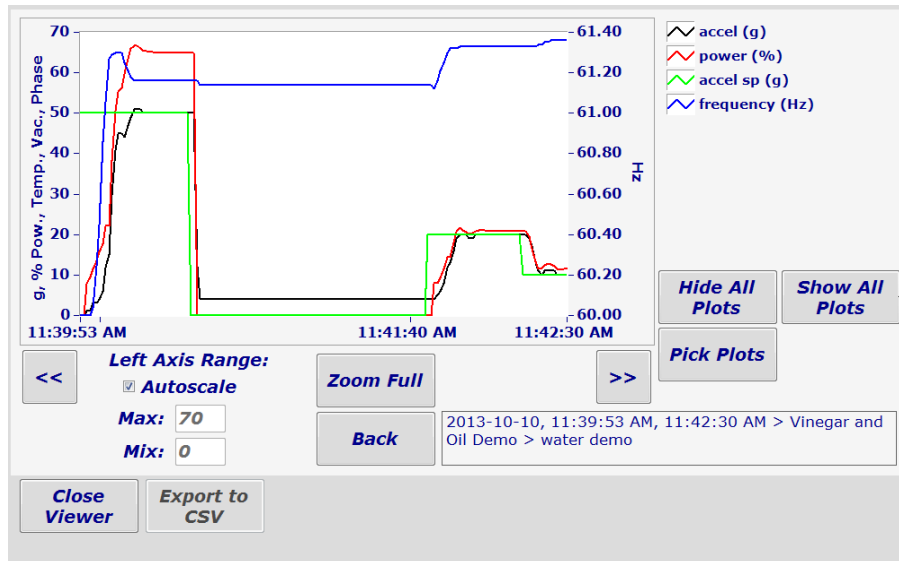 70
60
50
40
30
20
10
0
g, % Pow., Temp., Vac., Phase
61.40
61.20
61.00
60.80
60.60
60.40
60.20
60.00
Hz
11:39:53 AM
11:41:40 AM
11:42:30 AM
accel (g)
power (%)
accel sp (g)
frequency (Hz)
Hide All
Plots
Show All
Plots
Pick Plots
<<
Left Axis Range:
Autoscale
Max: 70
Mix: 0
Zoom Full
Back
>>
2013-10-10, 11:39:53 AM, 11:42:30 AM > Vinegar and
Oil Demo > water demo
Close
Viewer
Export to
CSV